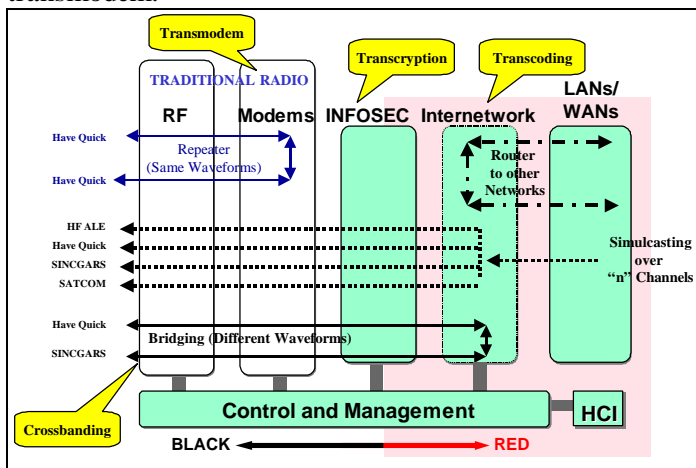 transmodem.
Transmodem
Transcryption
Transcoding
TRADITIONAL RADIO
LANs/
WANs
RF
Modems
INFOSEC
Internetwork
Have Quick
Repeater
(Same Waveforms)
Have Quick
Router
to other
Networks
HF ALE
Have Quick
SINCGARS
SATCOM
Simulcasting
over
“n” Channels
Have Quick
Bridging (Different Waveforms)
SINCGARS
Crossbanding
Control and Management
HCI
BLACK
RED